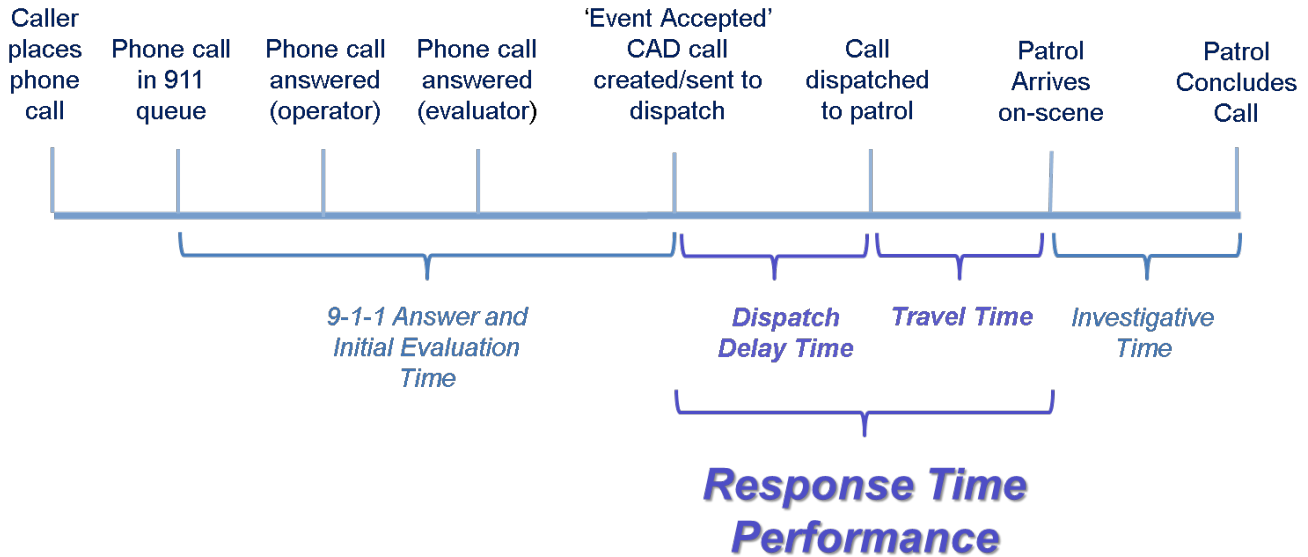 Caller
places
phone
call
Phone call
in 911
queue
Phone call
answered
(operator)
Phone call
answered
(evaluator)
‘Event Accepted’
CAD call
created/sent to
dispatch
Call
dispatched
to patrol
Patrol
Arrives
on-scene
Patrol
Concludes
Call
9-1-1 Answer and
Initial Evaluation
Time
Dispatch
Delay Time
Travel Time
Investigative
Time
Response Time
Performance